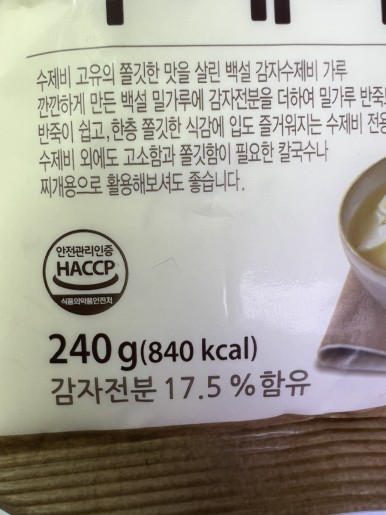 수제비 고유의 쫄깃한 맛을 살린 백설 감자수제비 가루
깐깐하게 만든 백설 밀가루에 감자전분을 더하여 밀가루
반죽이 쉽고, 한층 쫄깃한 식감에 입도 즐거워지는 수제비
수제비 외에도 고소함과 쫄깃함이 필요한 칼국수나
찌개용으로 활용해보셔도 좋습니다.
안전관리인증
HACCP
식품의약품안전처
240 g(840 kcal)
감자전분 17.5 % 함유